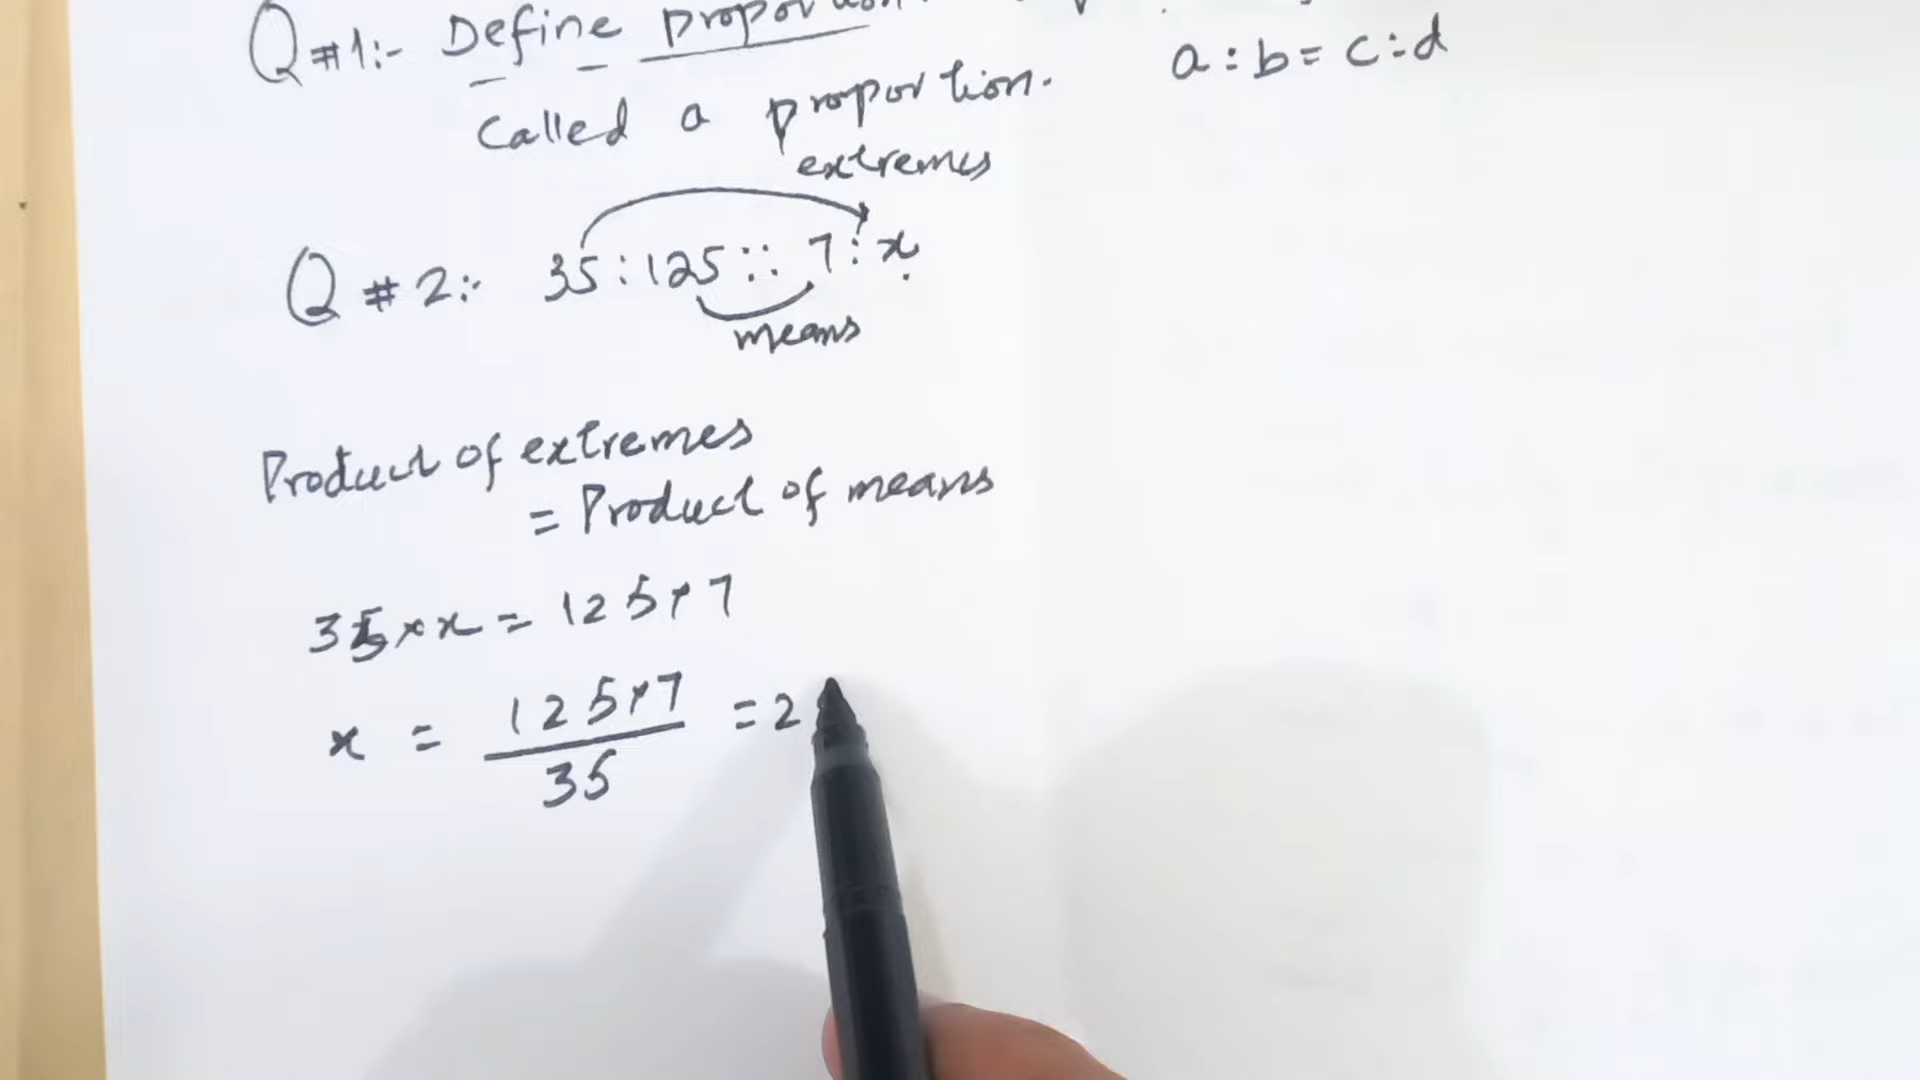 Q#1:- Define proportion
a:b = c:d
called a proportion.
extremes
Q #2:- 35:125 :: 7:x
means
Product of extremes
= Product of means
35×x = 125×7
x = 125×7 / 35 = 2